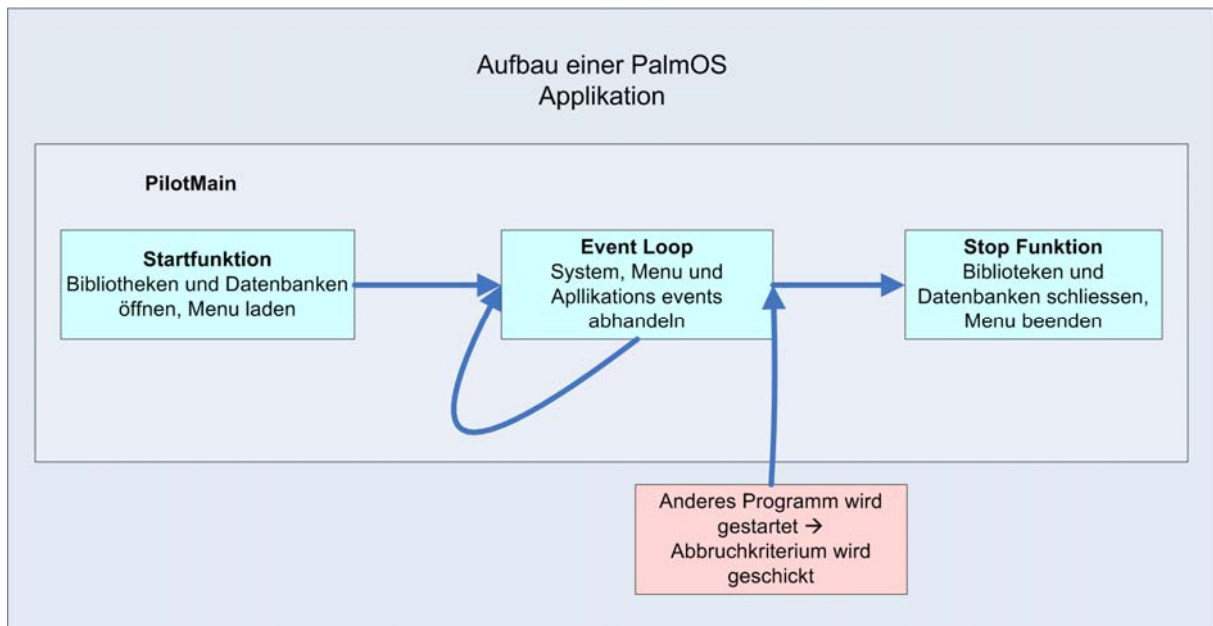 Aufbau einer PalmOS
Applikation
PilotMain
Startfunktion
Bibliotheken und Datenbanken
öffnen, Menu laden
Event Loop
System, Menu und
Apllikations events
abhandeln
Stop Funktion
Biblioteken und
Datenbanken schliessen,
Menu beenden
Anderes Programm wird
gestartet →
Abbruchkriterium wird
geschickt